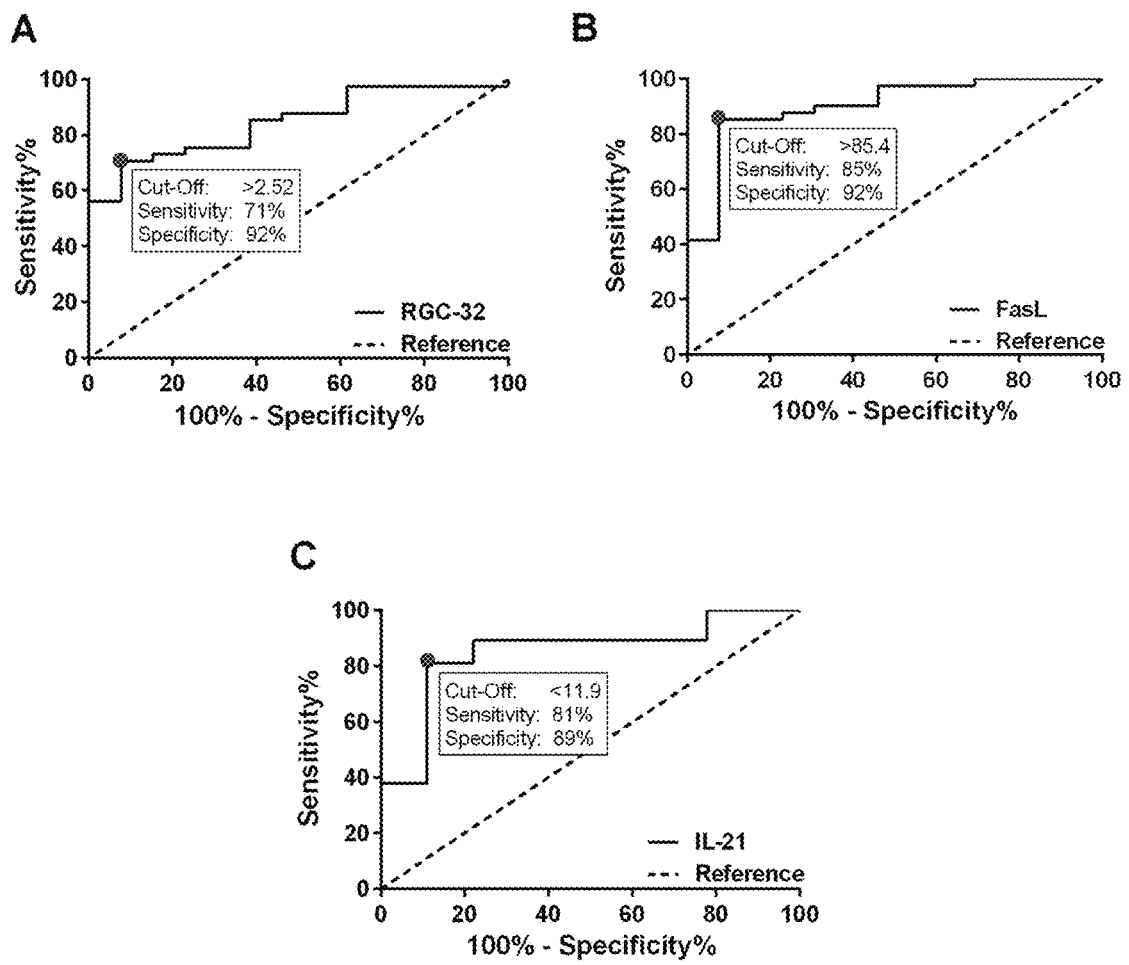 A
100
80
60
40
20
0
Sensitivity%
Cut-Off: >2.52
Sensitivity: 71%
Specificity: 92%
RGC-32
Reference
0 20 40 60 80 100
100% - Specificity%
B
100
80
60
40
20
0
Sensitivity%
Cut-Off: >85.4
Sensitivity: 85%
Specificity: 92%
FasL
Reference
0 20 40 60 80 100
100% - Specificity%
C
100
80
60
40
20
0
Sensitivity%
Cut-Off: <11.9
Sensitivity: 81%
Specificity: 89%
IL-21
Reference
0 20 40 60 80 100
100% - Specificity%